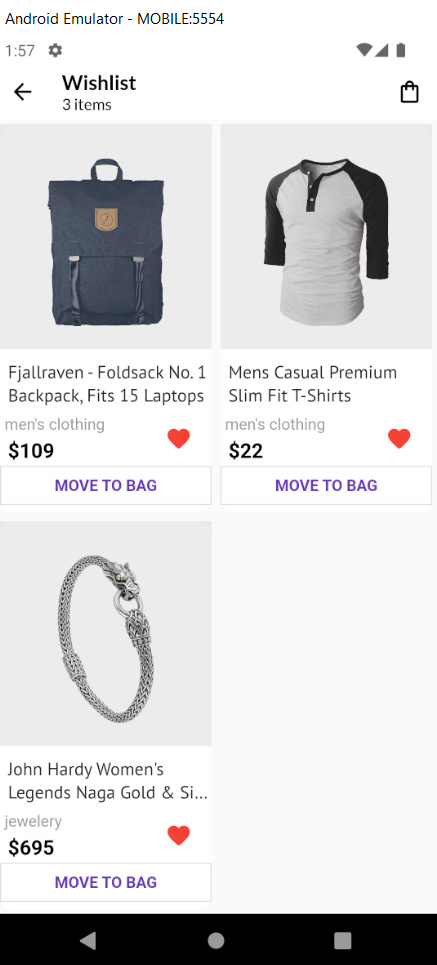 Android Emulator - MOBILE:5554
1:57
Wishlist
3 items
Fjallraven - Foldsack No. 1
Backpack, Fits 15 Laptops
men's clothing
$109
MOVE TO BAG
Mens Casual Premium
Slim Fit T-Shirts
men's clothing
$22
MOVE TO BAG
John Hardy Women's
Legends Naga Gold & Si...
jewelery
$695
MOVE TO BAG